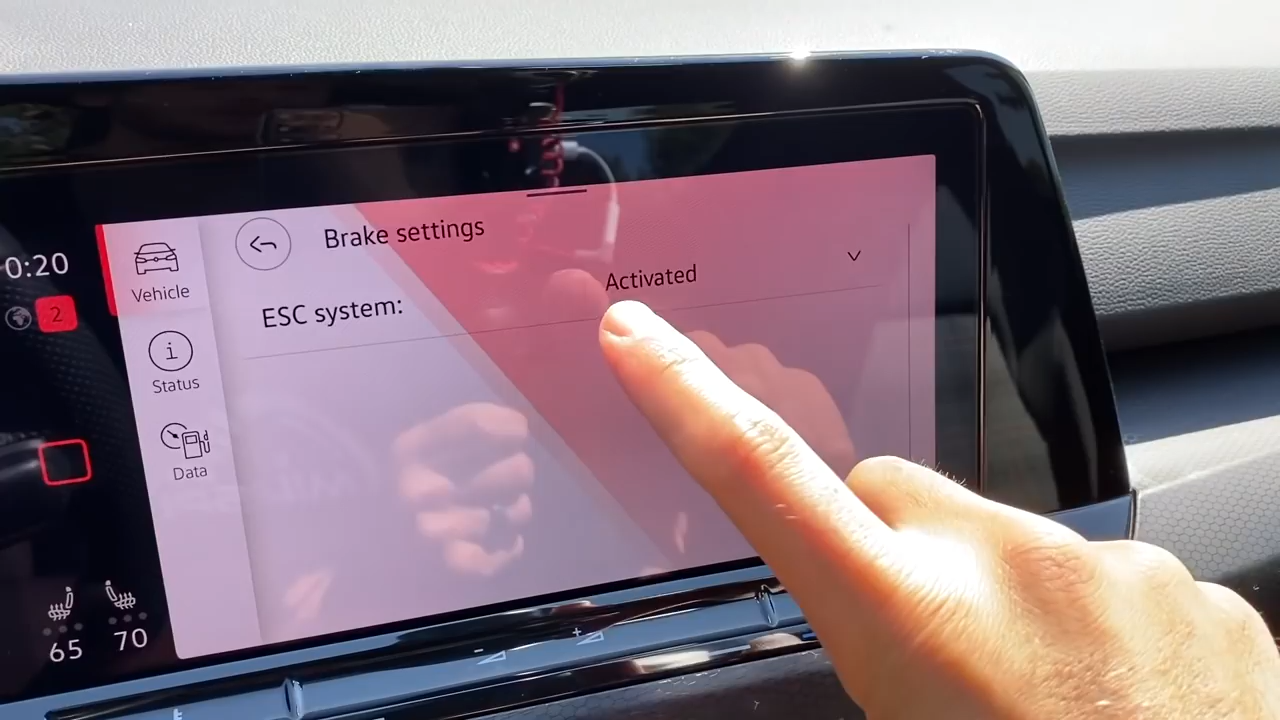 0:20
2
Vehicle
Status
Data
Brake settings
ESC system:
Activated
65
70
- +